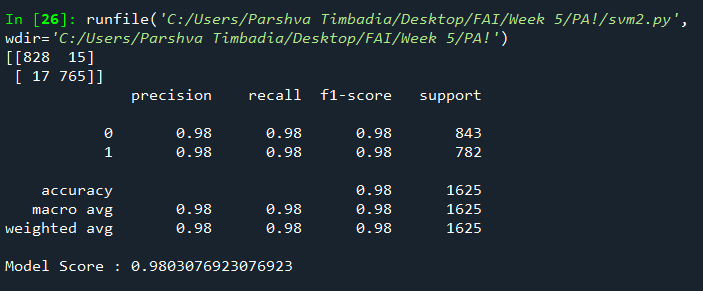 In [26]: runfile('C:/Users/Parshva Timbadia/Desktop/FAI/Week 5/PA!/svm2.py',
wdir='C:/Users/Parshva Timbadia/Desktop/FAI/Week 5/PA!')
[[828  15]
 [ 17 765]]
              precision    recall  f1-score   support

           0       0.98      0.98      0.98       843
           1       0.98      0.98      0.98       782

    accuracy                           0.98      1625
   macro avg       0.98      0.98      0.98      1625
weighted avg       0.98      0.98      0.98      1625

Model Score : 0.9803076923076923